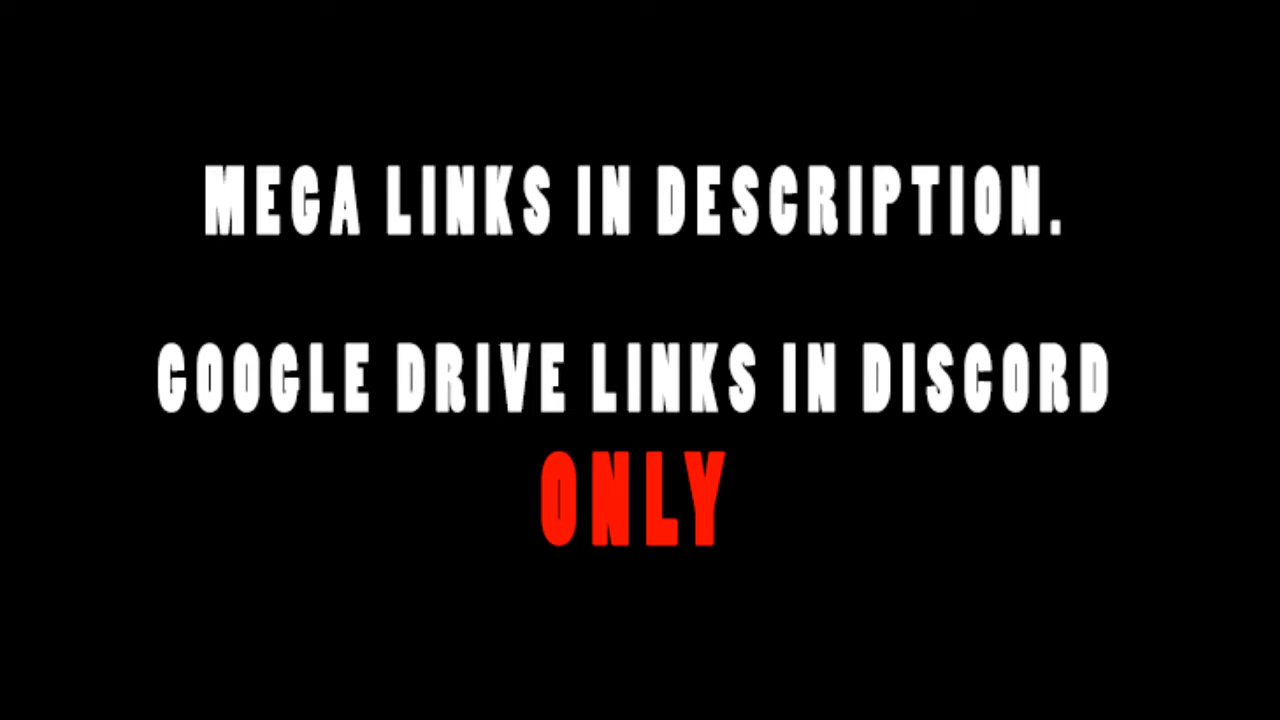 MEGA LINKS IN DESCRIPTION.
GOOGLE DRIVE LINKS IN DISCORD
ONLY